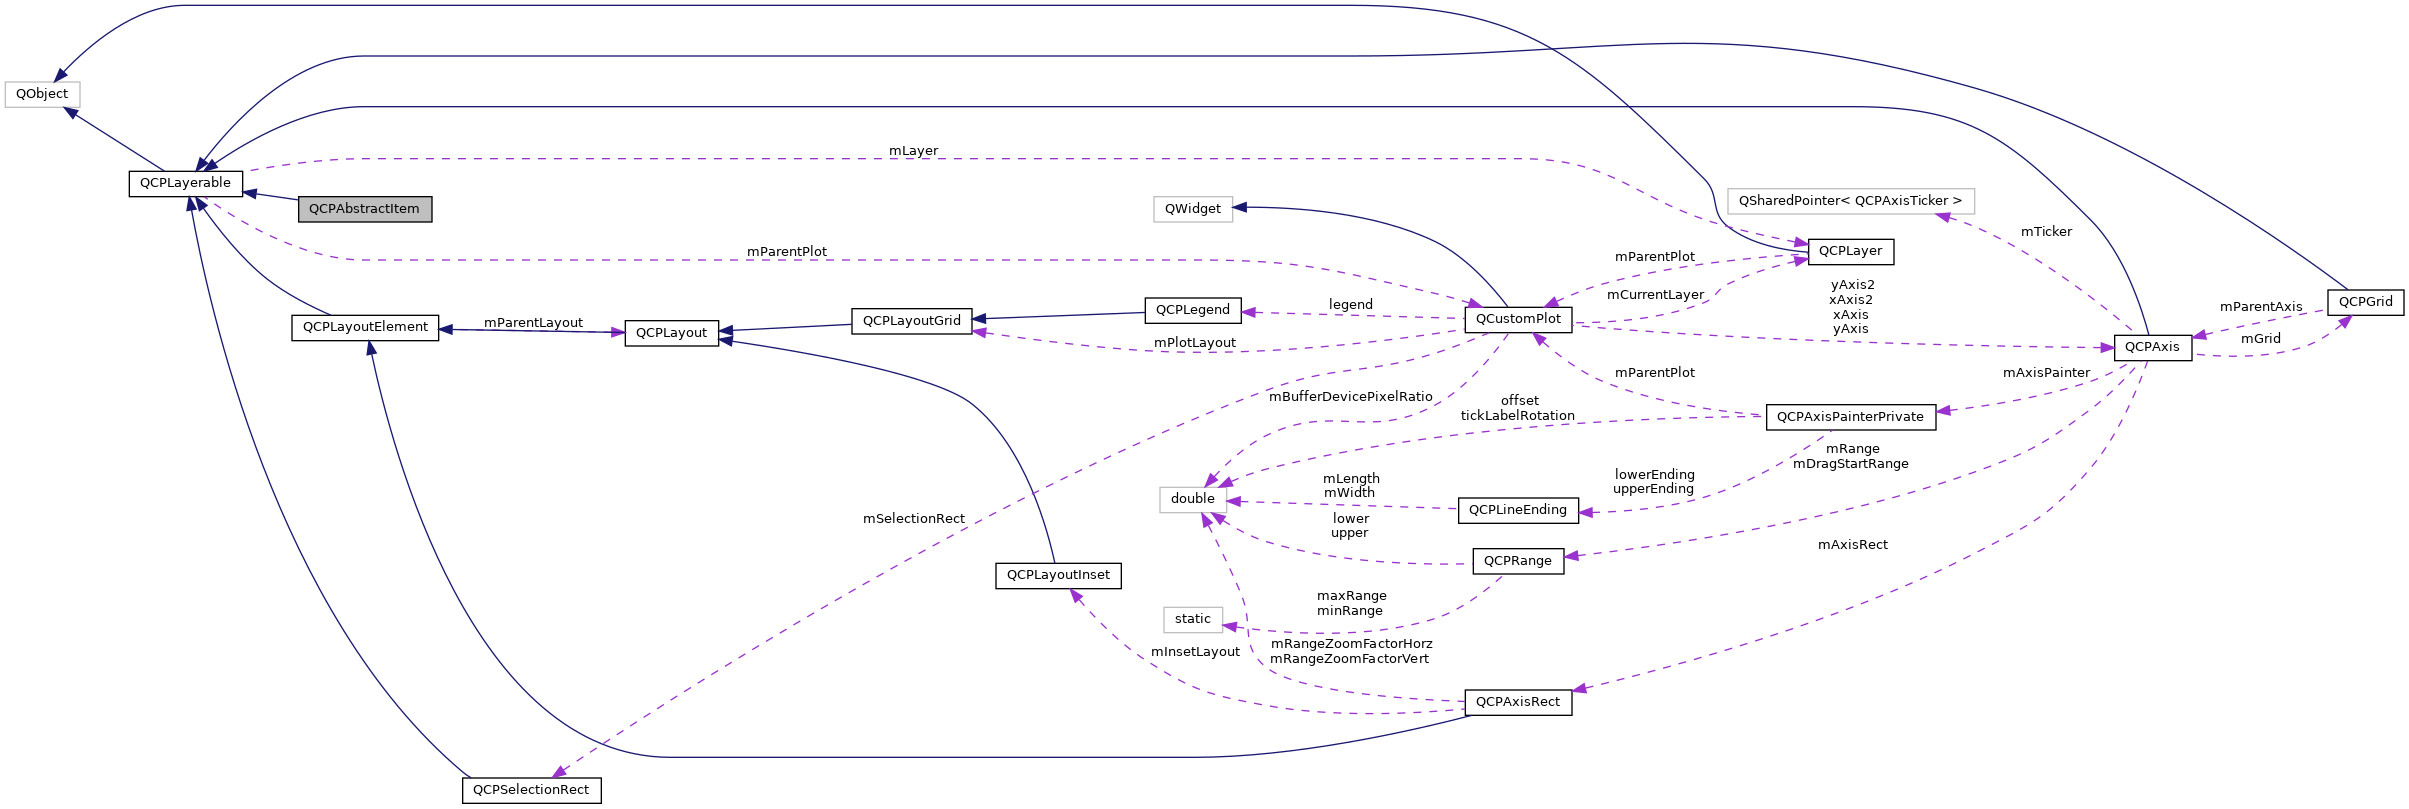 QObject
mLayer
QCPLayerable
QCPAbstractItem
QWidget
QSharedPointer< QCPAxisTicker >
mTicker
mParentPlot
QCPLayer
mParentPlot
yAxis2
xAxis2
xAxis
yAxis
mCurrentLayer
QCPGrid
mParentAxis
mGrid
legend
QCPLegend
QCustomPlot
QCPLayoutGrid
QCPLayoutElement
mParentLayout
QCPLayout
mPlotLayout
QCPAxis
mParentPlot
mAxisPainter
mBufferDevicePixelRatio
offset
tickLabelRotation
QCPAxisPainterPrivate
mRange
mDragStartRange
lowerEnding
upperEnding
mLength
mWidth
double
QCPLineEnding
mSelectionRect
lower
upper
mAxisRect
QCPRange
QCPLayoutInset
maxRange
minRange
static
mRangeZoomFactorHorz
mRangeZoomFactorVert
mInsetLayout
QCPAxisRect
QCPSelectionRect